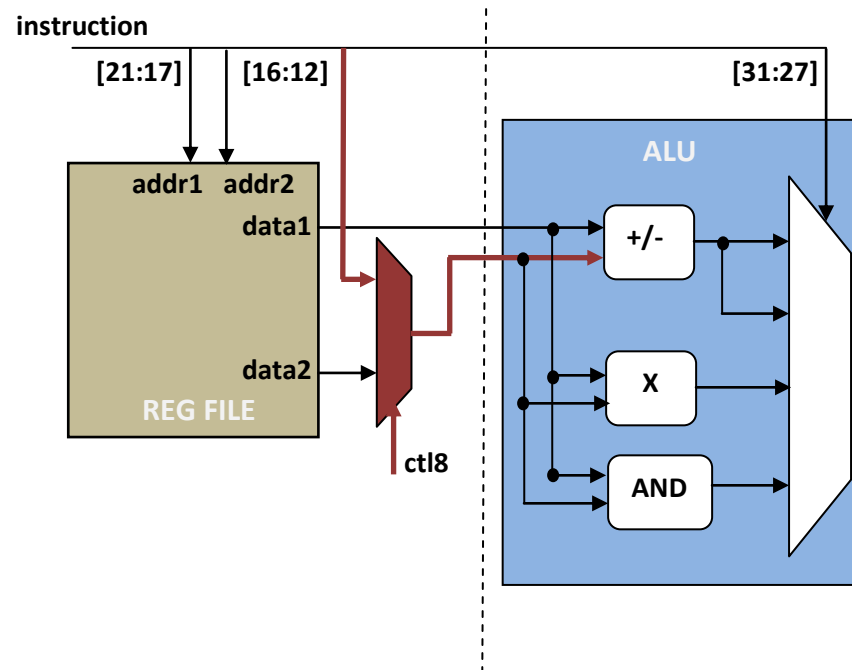 instruction
[21:17] [16:12] [31:27]
ALU
addr1 addr2
data1
+/-
data2
X
REG FILE
ctl8
AND